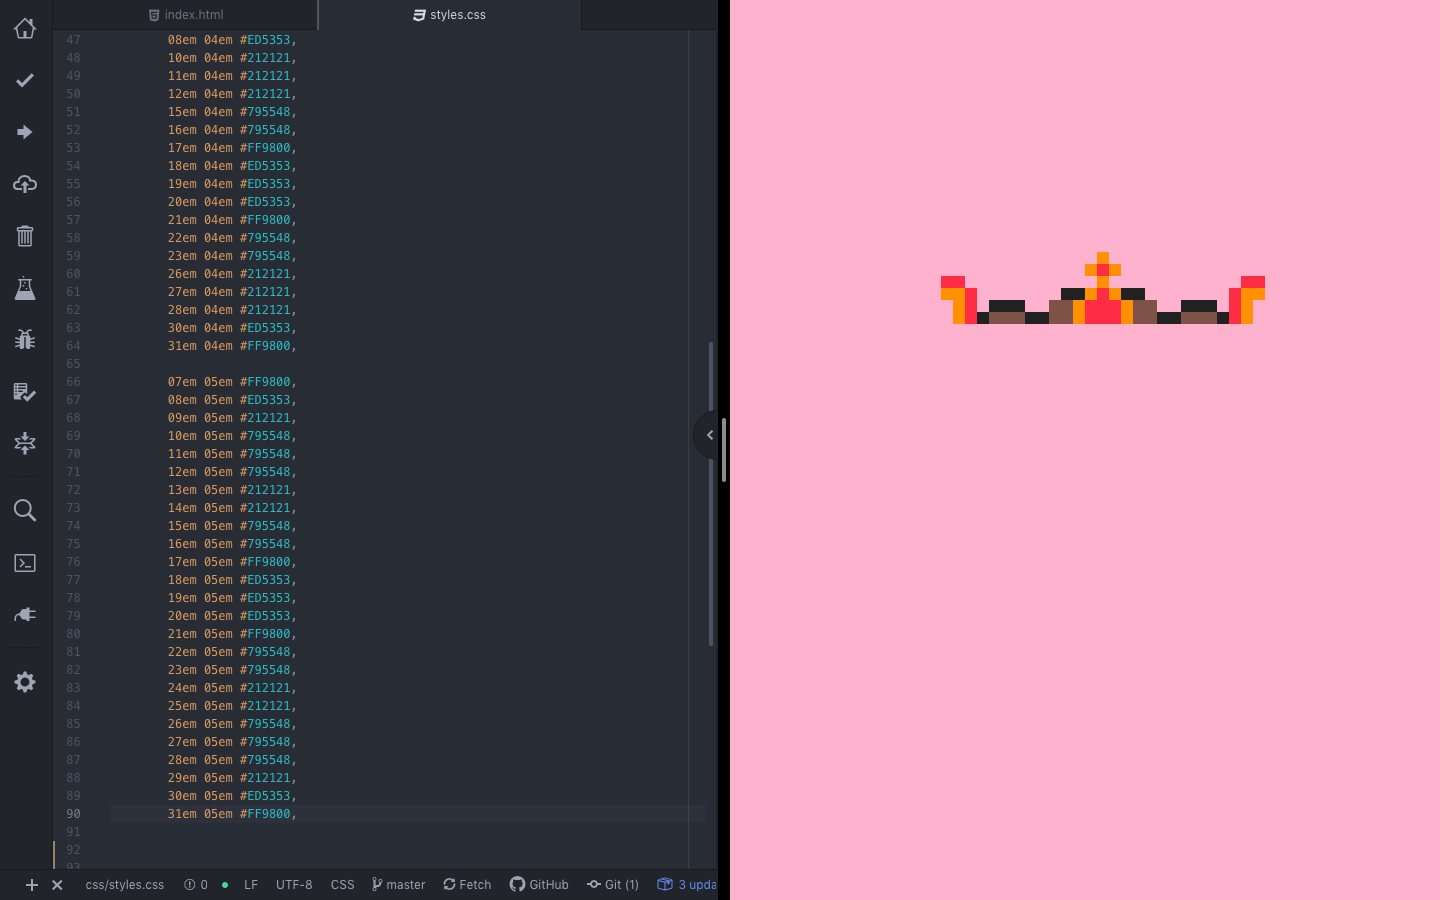 index.html
styles.css
47 08em 04em #ED5353,
48 10em 04em #212121,
49 11em 04em #212121,
50 12em 04em #212121,
51 15em 04em #795548,
52 16em 04em #795548,
53 17em 04em #FF9800,
54 18em 04em #ED5353,
55 19em 04em #ED5353,
56 20em 04em #ED5353,
57 21em 04em #FF9800,
58 22em 04em #795548,
59 23em 04em #795548,
60 26em 04em #212121,
61 27em 04em #212121,
62 28em 04em #212121,
63 30em 04em #ED5353,
64 31em 04em #FF9800,
65
66 07em 05em #FF9800,
67 08em 05em #ED5353,
68 09em 05em #212121,
69 10em 05em #795548,
70 11em 05em #795548,
71 12em 05em #795548,
72 13em 05em #212121,
73 14em 05em #212121,
74 15em 05em #795548,
75 16em 05em #795548,
76 17em 05em #FF9800,
77 18em 05em #ED5353,
78 19em 05em #ED5353,
79 20em 05em #ED5353,
80 21em 05em #FF9800,
81 22em 05em #795548,
82 23em 05em #795548,
83 24em 05em #212121,
84 25em 05em #212121,
85 26em 05em #795548,
86 27em 05em #795548,
87 28em 05em #795548,
88 29em 05em #212121,
89 30em 05em #ED5353,
90 31em 05em #FF9800,
91
92
93
css/styles.css 0 LF UTF-8 CSS master Fetch GitHub Git (1) 3 upda